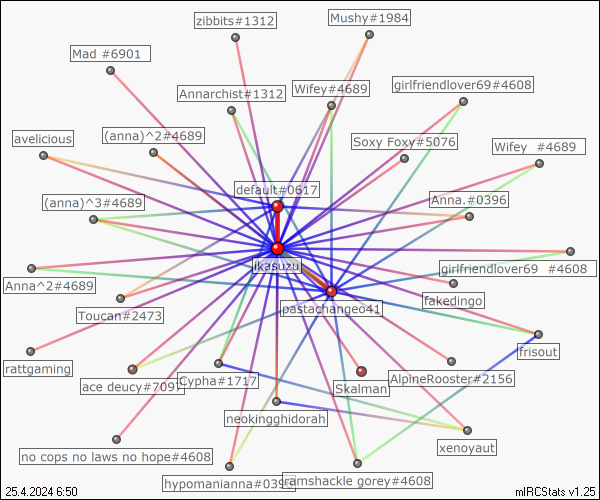 zibbits#1312
Mushy#1984
Mad #6901
Annarchist#1312
Wifey#4689
girlfriendlover69#4608
avelicious
(anna)^2#4689
Soxy Foxy#5076
Wifey #4689
default#0617
(anna)^3#4689
Anna.#0396
ikasuzu
Anna^2#4689
girlfriendlover69 #4608
fakedingo
Toucan#2473
pastachangeo41
frisout
rattgaming
ace deucy#7097
Cypha#1717
Skalman
AlpineRooster#2156
neokingghidorah
xenoyaut
no cops no laws no hope#4608
hypomanianna#039
ramshackle gorey#4608
25.4.2024 6:50
mIRCStats v1.25